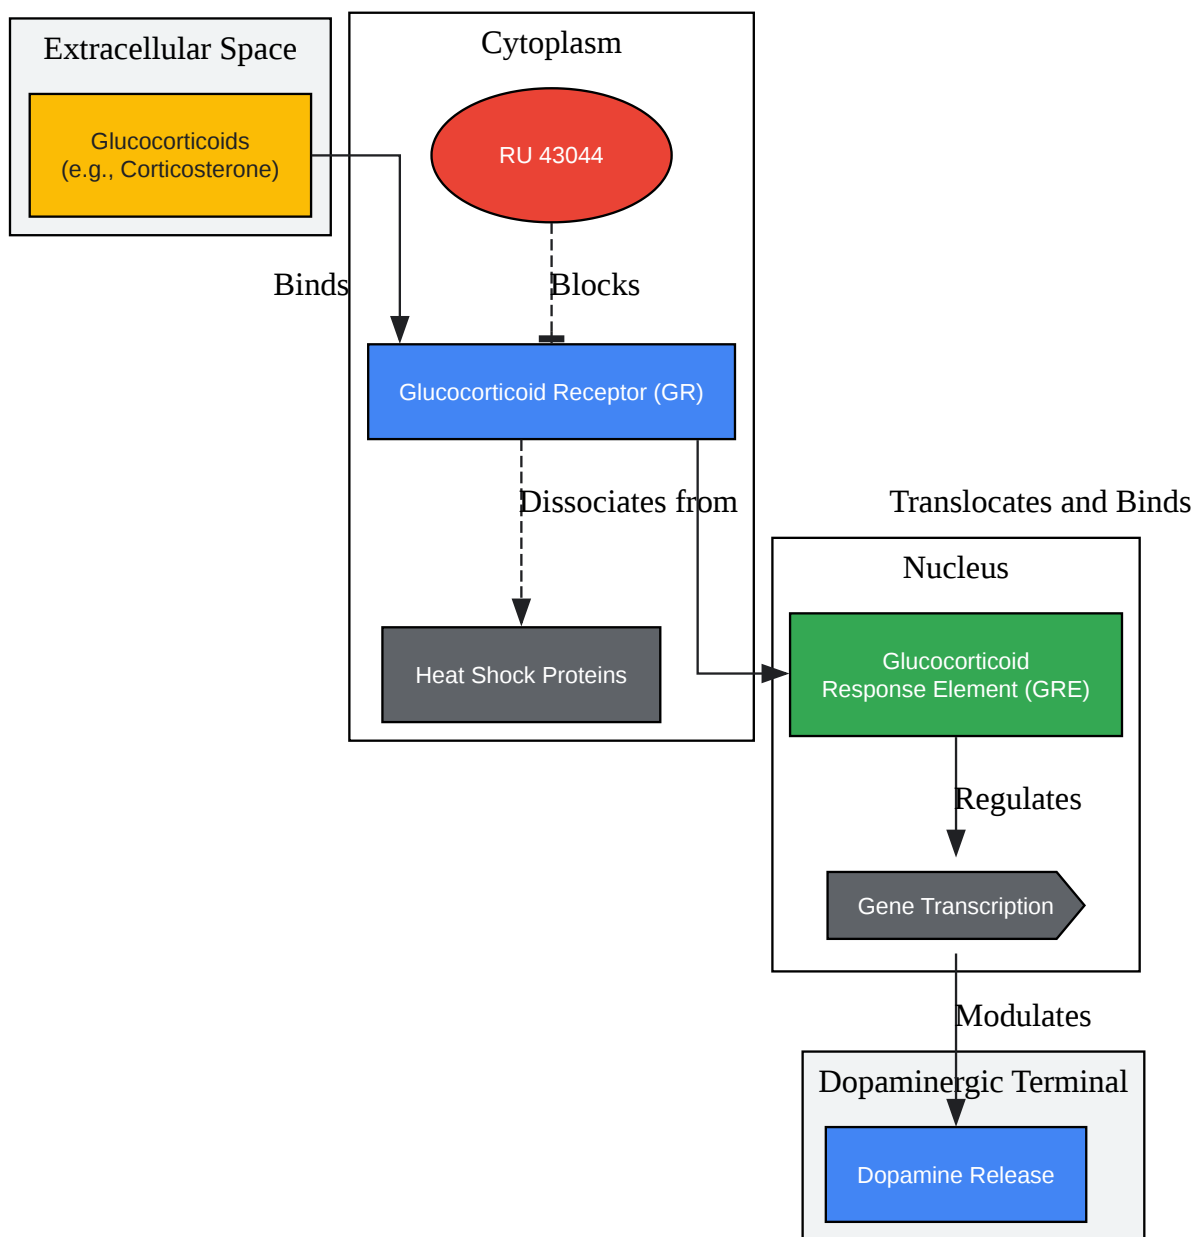 Extracellular Space
Glucocorticoids
(e.g., Corticosterone)
Cytoplasm
RU 43044
Binds
Blocks
Glucocorticoid Receptor (GR)
Dissociates from
Translocates and Binds
Heat Shock Proteins
Nucleus
Glucocorticoid
Response Element (GRE)
Regulates
Gene Transcription
Modulates
Dopaminergic Terminal
Dopamine Release